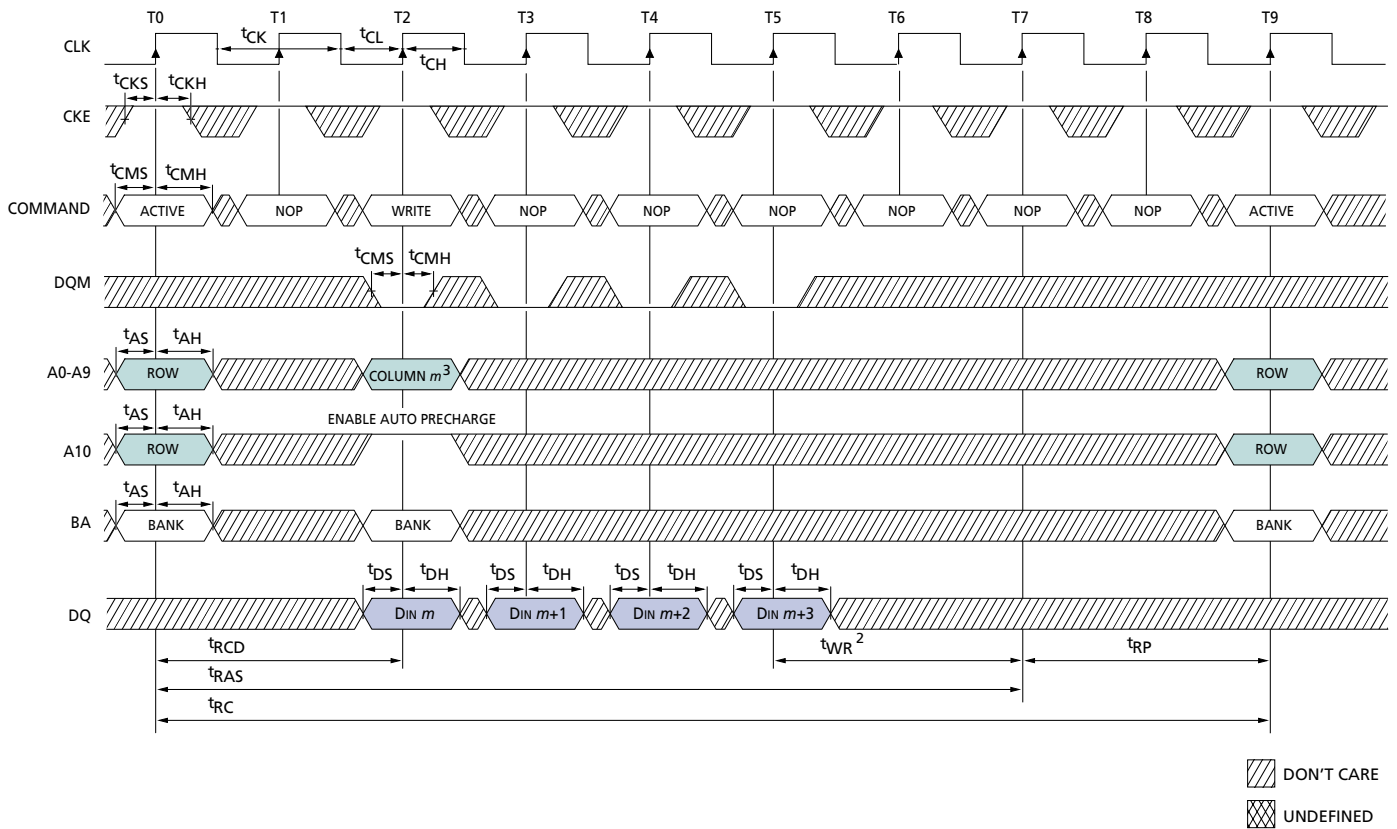 T0 T1 T2 T3 T4 T5 T6 T7 T8 T9
CLK tCK tCL tCH
tCKS tCKH
CKE
tCMS tCMH
COMMAND ACTIVE NOP WRITE NOP NOP NOP NOP NOP NOP ACTIVE
tCMS tCMH
DQM
tAS tAH
A0-A9 ROW COLUMN m3 ROW
tAS tAH ENABLE AUTO PRECHARGE
A10 ROW ROW
tAS tAH
BA BANK BANK BANK
tDS tDH tDS tDH tDS tDH tDS tDH
DQ DIN m DIN m+1 DIN m+2 DIN m+3
tRCD tWR 2 tRP
tRAS
tRC
DON'T CARE
UNDEFINED